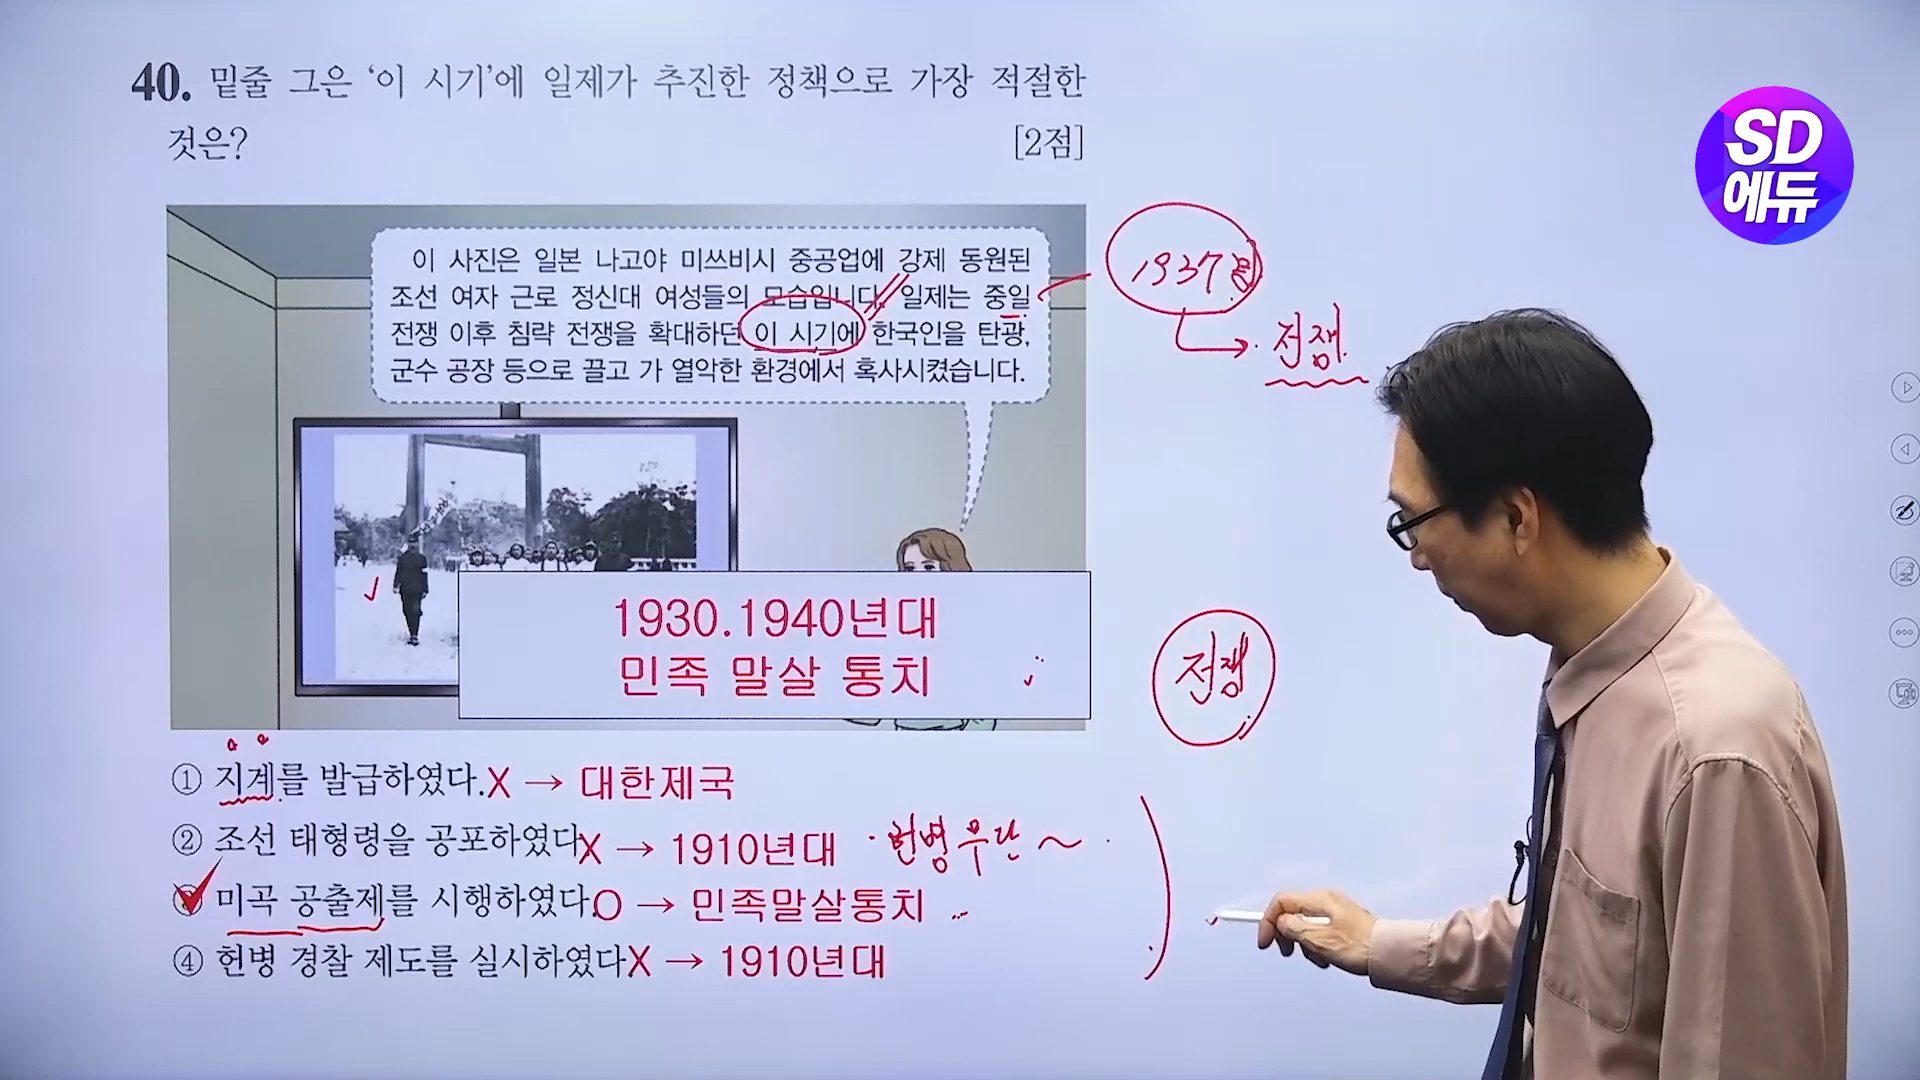 40. 밑줄 그은 ‘이 시기’에 일제가 추진한 정책으로 가장 적절한
것은? [2점]
SD
에듀
이 사진은 일본 나고야 미쓰비시 중공업에 강제 동원된
조선 여자 근로 정신대 여성들의 모습입니다. 일제는 중일
전쟁 이후 침략 전쟁을 확대하던 이 시기에 한국인을 탄광,
군수 공장 등으로 끌고 가 열악한 환경에서 혹사시켰습니다.
1937
전쟁
1930.1940년대
민족 말살 통치
전쟁
① 지계를 발급하였다. X → 대한제국
② 조선 태형령을 공포하였다 X → 1910년대 헌병 무단 ~
③ 미곡 공출제를 시행하였다. O → 민족말살통치
④ 헌병 경찰 제도를 실시하였다 X → 1910년대